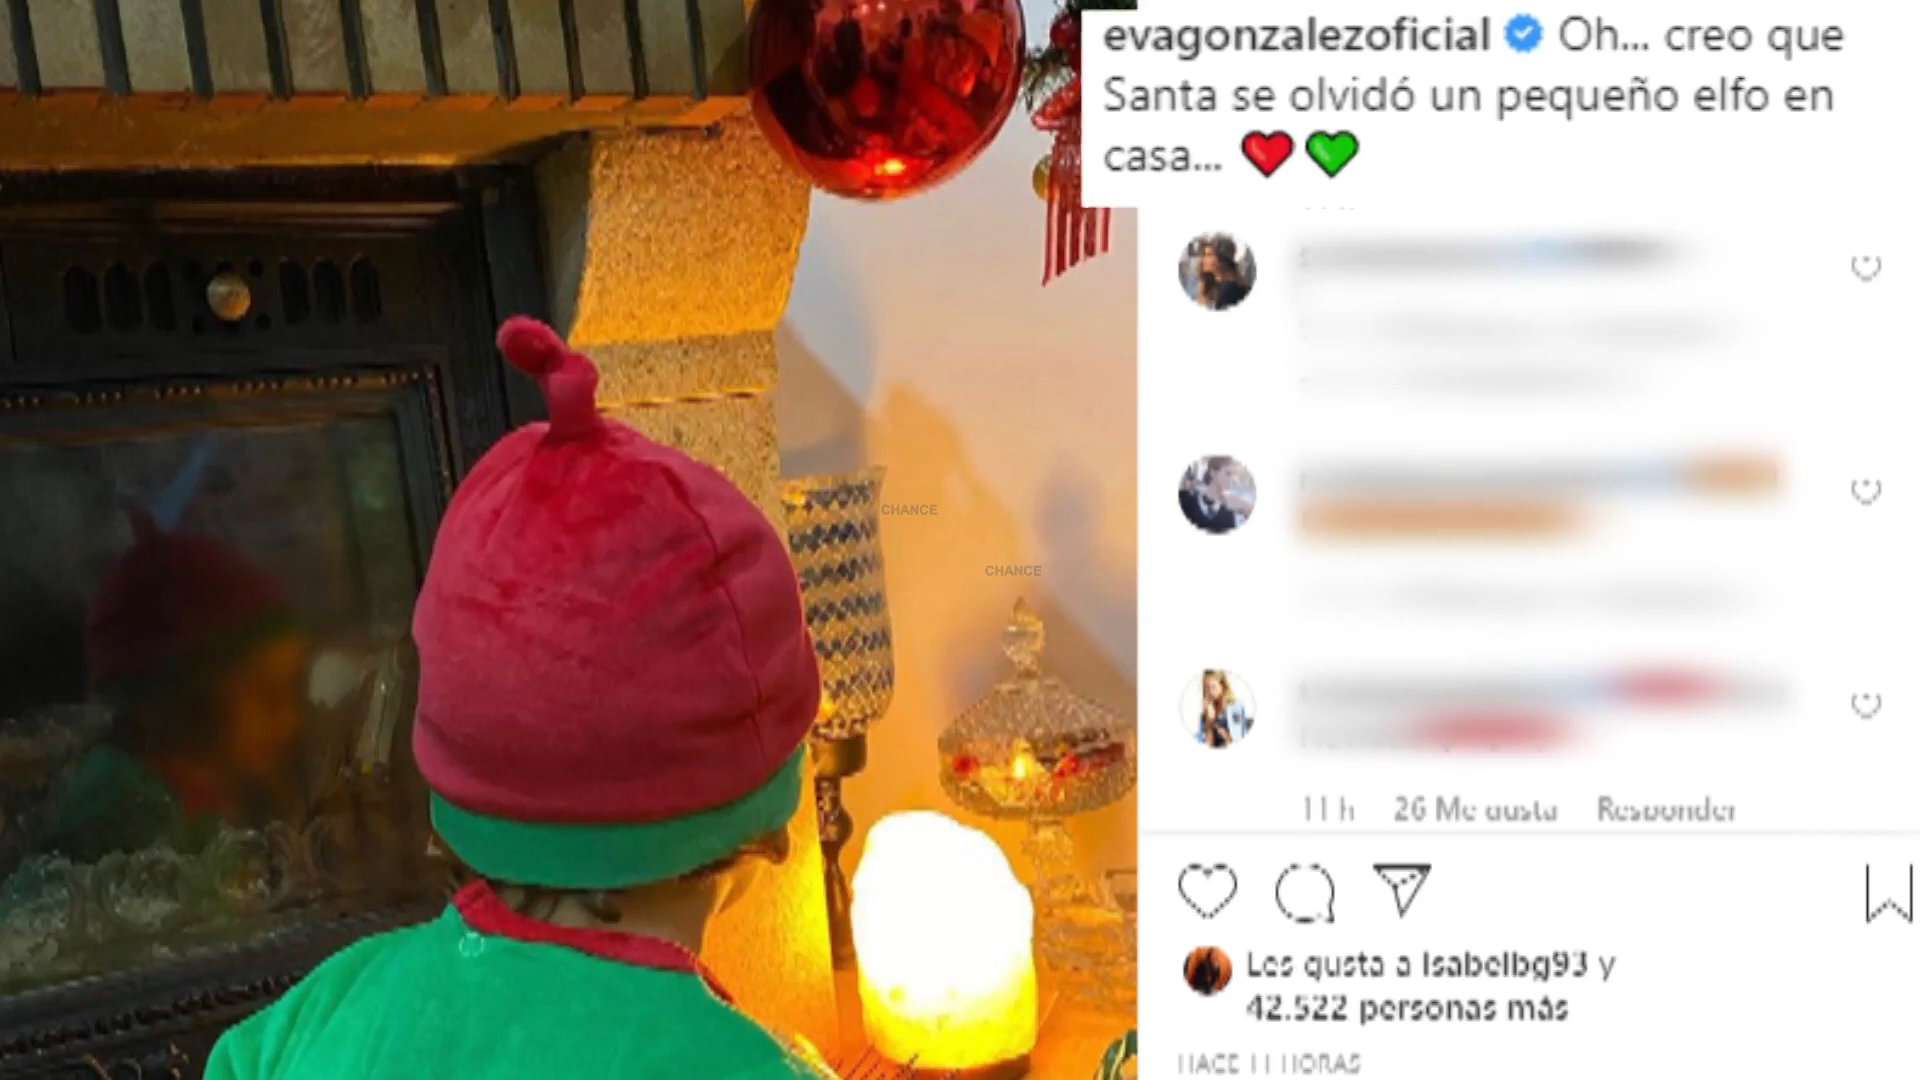 evagonzalezoficial Oh... creo que
Santa se olvidó un pequeño elfo en
casa... ❤️💚
CHANCE
CHANCE
11 h 26 Me gusta Responder
Les gusta a isabelbg93 y
42.522 personas más
HACE 11 HORAS